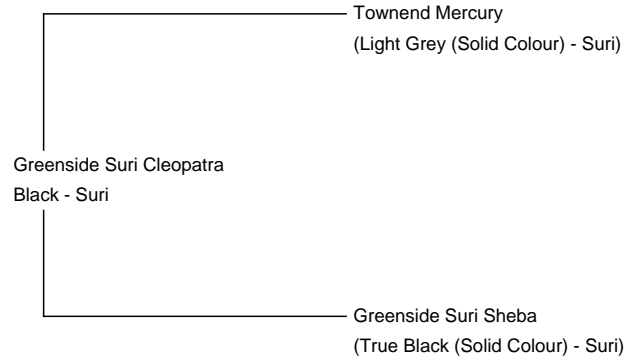 Townend Mercury
(Light Grey (Solid Colour) - Suri)
Greenside Suri Cleopatra
Black - Suri
Greenside Suri Sheba
(True Black (Solid Colour) - Suri)